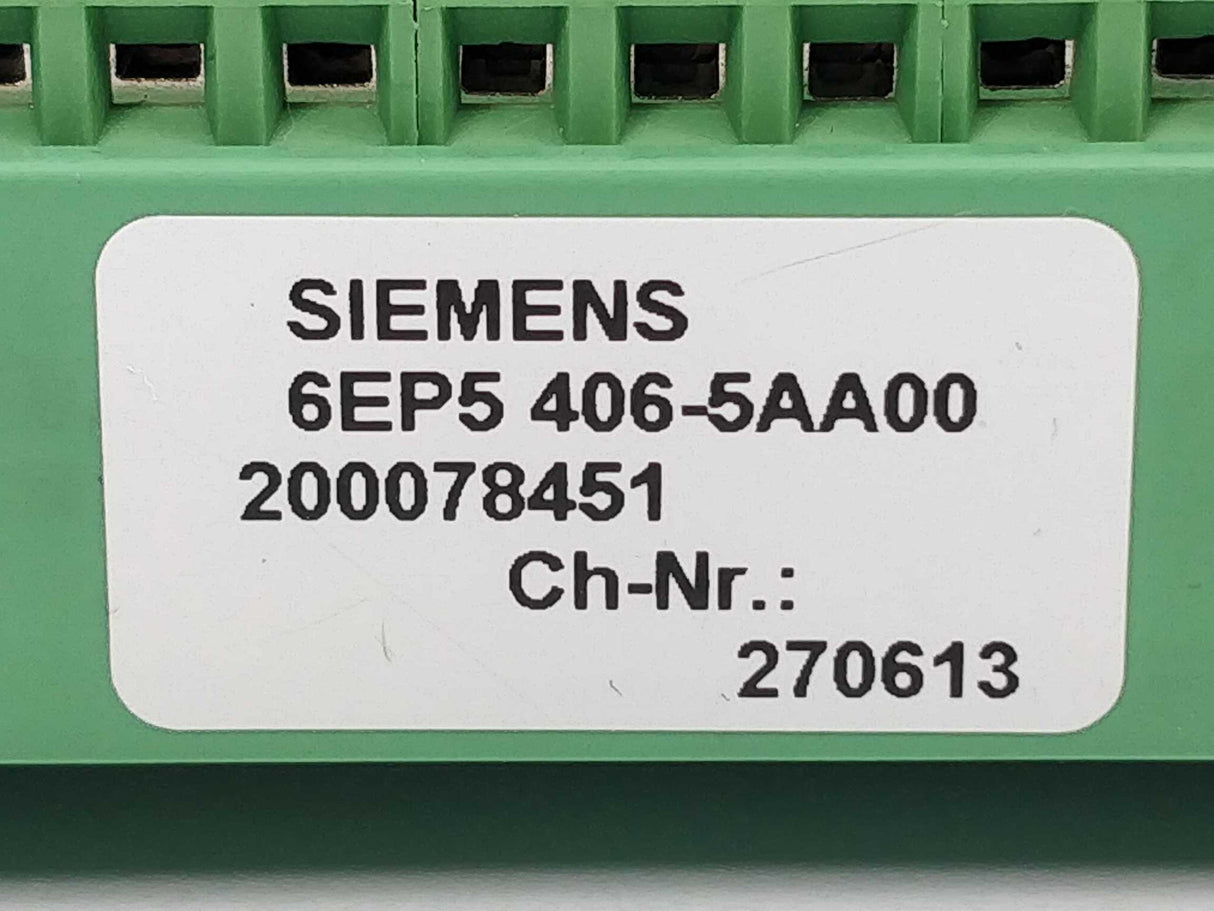 SIEMENS
6EP5 406-5AA00
200078451
Ch-Nr.:
270613